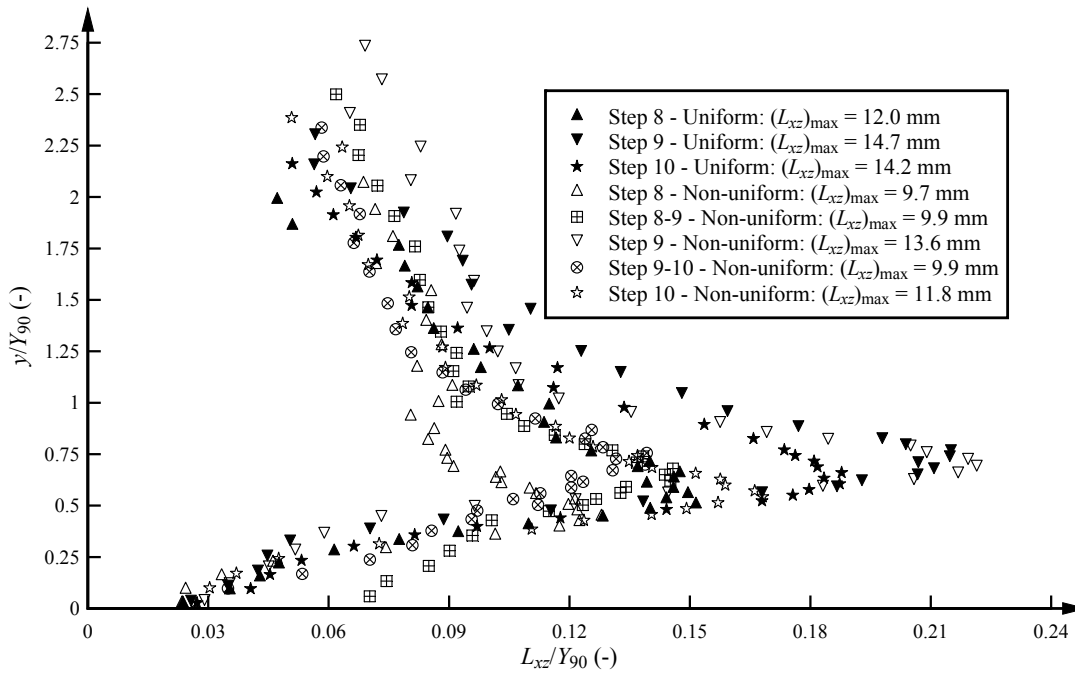 2.75
2.5
2.25
2
1.75
1.5
1.25
1
0.75
0.5
0.25
0
y/Y90 (-)
Step 8 - Uniform: (Lxz)max = 12.0 mm
Step 9 - Uniform: (Lxz)max = 14.7 mm
Step 10 - Uniform: (Lxz)max = 14.2 mm
Step 8 - Non-uniform: (Lxz)max = 9.7 mm
Step 8-9 - Non-uniform: (Lxz)max = 9.9 mm
Step 9 - Non-uniform: (Lxz)max = 13.6 mm
Step 9-10 - Non-uniform: (Lxz)max = 9.9 mm
Step 10 - Non-uniform: (Lxz)max = 11.8 mm
0 0.03 0.06 0.09 0.12 0.15 0.18 0.21 0.24
Lxz/Y90 (-)